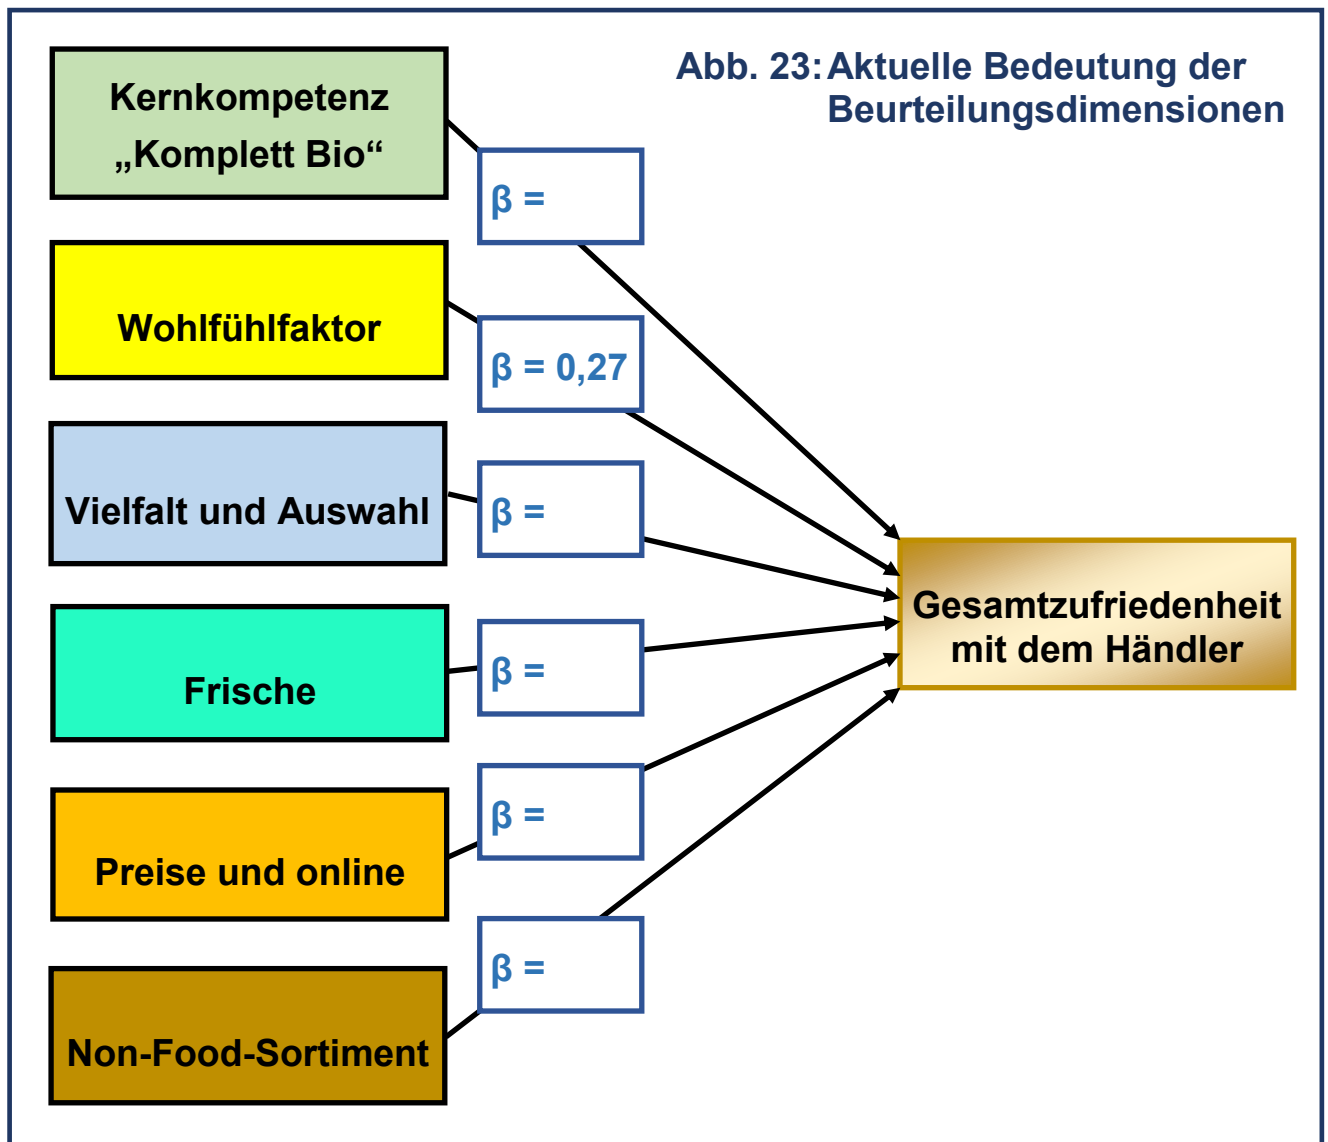 Abb. 23: Aktuelle Bedeutung der
Beurteilungsdimensionen
Kernkompetenz
„Komplett Bio“
β =
Wohlfühlfaktor
β = 0,27
Vielfalt und Auswahl
β =
Frische
β =
Preise und online
β =
Non-Food-Sortiment
β =
Gesamtzufriedenheit
mit dem Händler